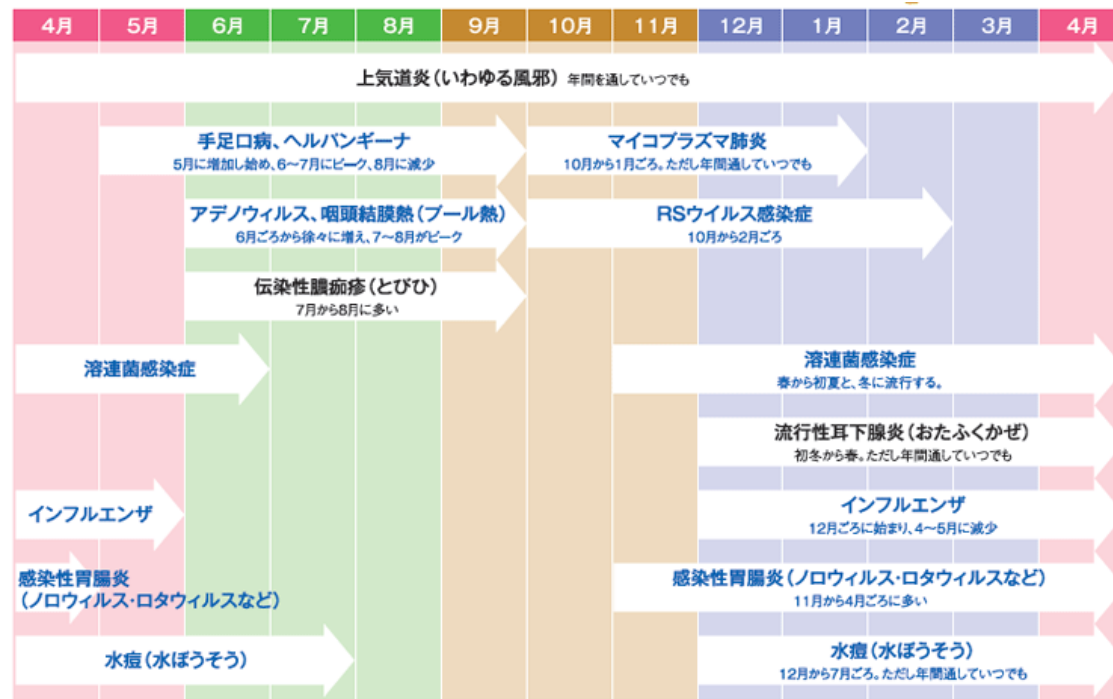 4月 5月 6月 7月 8月 9月 10月 11月 12月 1月 2月 3月 4月
上気道炎（いわゆる風邪） 年間を通していつでも
手足口病、ヘルパンギーナ
5月に増加し始め、6〜7月にピーク、8月に減少
マイコプラズマ肺炎
10月から1月ごろ。ただし年間通していつでも
アデノウィルス、咽頭結膜熱（プール熱）
6月ごろから徐々に増え、7〜8月がピーク
RSウイルス感染症
10月から2月ごろ
伝染性膿痂疹（とびひ）
7月から8月に多い
溶連菌感染症
溶連菌感染症
春から初夏と、冬に流行する。
流行性耳下腺炎（おたふくかぜ）
初冬から春。ただし年間通していつでも
インフルエンザ
インフルエンザ
12月ごろに始まり、4〜5月に減少
感染性胃腸炎
（ノロウィルス・ロタウィルスなど）
感染性胃腸炎（ノロウィルス・ロタウィルスなど）
11月から4月ごろに多い
水痘（水ぼうそう）
水痘（水ぼうそう）
12月から7月ごろ。ただし年間通していつでも